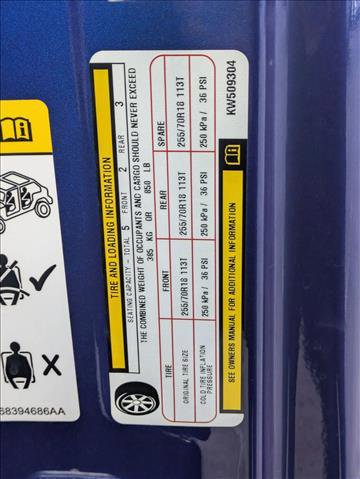 TIRE AND LOADING INFORMATION
SEATING CAPACITY - TOTAL 5 FRONT 2 REAR 3
THE COMBINED WEIGHT OF OCCUPANTS AND CARGO SHOULD NEVER EXCEED
385 KG OR 850 LB
TIRE FRONT REAR SPARE
ORIGINAL TIRE SIZE 255/70R18 113T 255/70R18 113T 255/70R18 113T
COLD TIRE INFLATION
PRESSURE 250 kPa / 36 PSI 250 kPa / 36 PSI 250 kPa / 36 PSI
SEE OWNERS MANUAL FOR ADDITIONAL INFORMATION
KW509304
68394686AA